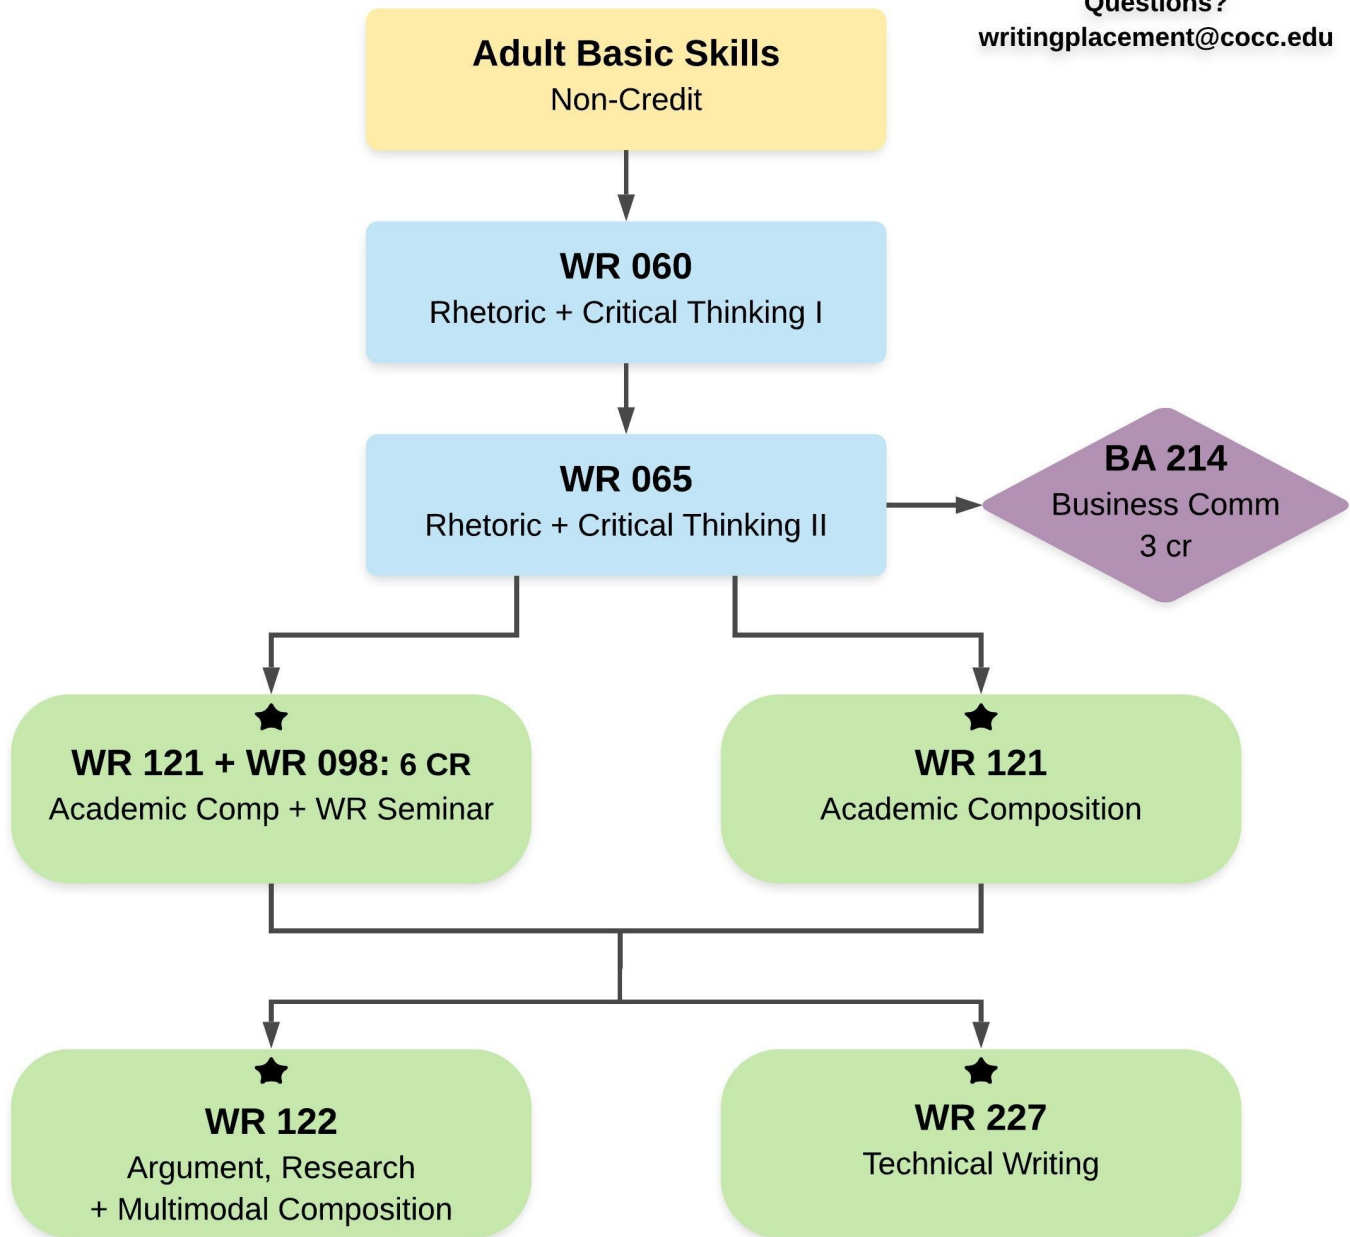 Questions?
writingplacement@cocc.edu
Adult Basic Skills
Non-Credit
WR 060
Rhetoric + Critical Thinking I
WR 065
Rhetoric + Critical Thinking II
BA 214
Business Comm
3 cr
WR 121 + WR 098: 6 CR
Academic Comp + WR Seminar
WR 121
Academic Composition
WR 122
Argument, Research
+ Multimodal Composition
WR 227
Technical Writing